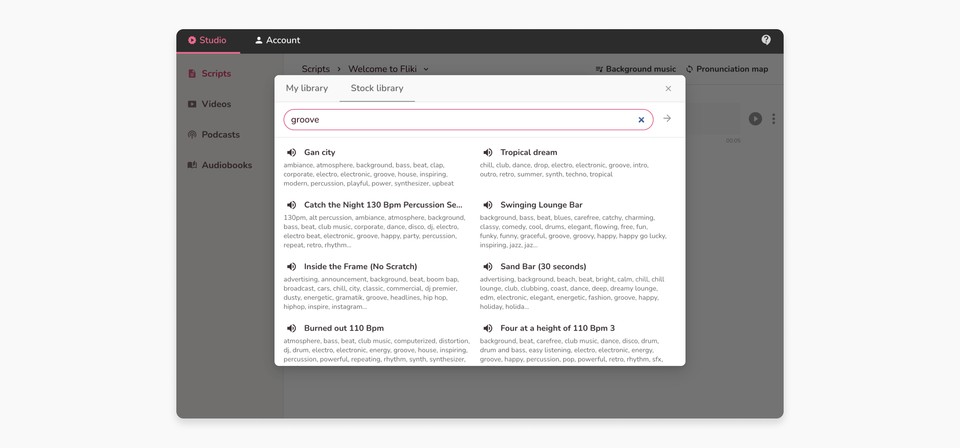 Studio
Account
Scripts
Videos
Podcasts
Audiobooks
Scripts > Welcome to Fliki
Background music
Pronunciation map
00:00
My library
Stock library
groove
Gan city
ambiance, atmosphere, background, bass, beat, clap,
corporate, electro, electronic, groove, house, inspiring,
modern, percussion, playful, power, synthesizer, upbeat
Tropical dream
chill, club, dance, drop, electro, electronic, groove, intro,
outro, retro, summer, synth, techno, tropical
Catch the Night 130 Bpm Percussion Se...
130pm, alt percussion, ambiance, atmosphere, background,
bass, beat, club music, corporate, dance, disco, dj, electro,
electro beat, electronic, groove, happy, party, percussion,
repeat, retro, rhythm...
Swinging Lounge Bar
background, bass, beat, blues, carefree, catchy, charming,
classy, comedy, cool, drums, elegant, flowing, free, fun,
funky, funny, graceful, groove, groovy, happy, happy go lucky,
inspiring, jazz, jaz...
Inside the Frame (No Scratch)
advertising, announcement, background, beat, boom bap,
broadcast, cars, chill, city, classic, commercial, dj premier,
dusty, energetic, gramatik, groove, headlines, hip hop,
hiphop, inspire, instagram...
Sand Bar (30 seconds)
advertising, background, beach, beat, bright, calm, chill, chill
lounge, club, clubbing, coast, dance, deep, dreamy, lounge,
edm, electronic, elegant, energetic, fashion, groove, happy,
holiday, holida...
Burned out 110 Bpm
atmosphere, bass, beat, club music, computerized, distortion,
dj, drum, electro, electronic, energy, groove, house, inspiring,
percussion, powerful, repeating, rhythm, synth, synthesizer,
Four at a height of 110 Bpm 3
background, beat, carefree, club music, dance, disco, drum,
drum and bass, easy listening, electro, electronic, energy,
groove, happy, percussion, pop, powerful, retro, rhythm, sfx,